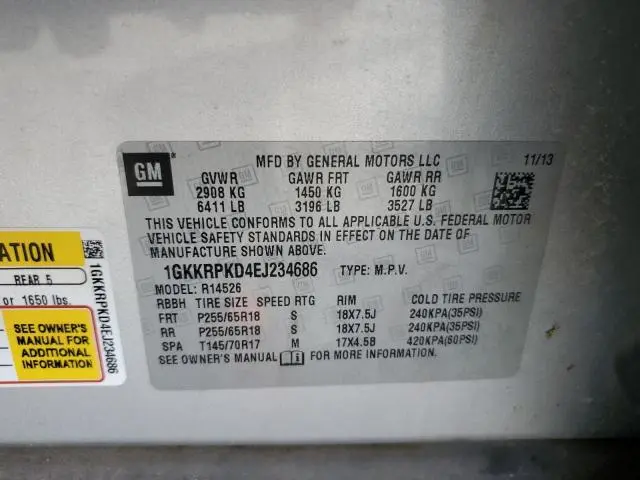 GM
MFD BY GENERAL MOTORS LLC 11/13
GVWR GAWR FRT GAWR RR
2908 KG 1450 KG 1600 KG
6411 LB 3196 LB 3527 LB
THIS VEHICLE CONFORMS TO ALL APPLICABLE U.S. FEDERAL MOTOR
VEHICLE SAFETY STANDARDS IN EFFECT ON THE DATE OF
MANUFACTURE SHOWN ABOVE.
1GKKRPKD4EJ234686 TYPE: M.P.V.
MODEL: R14526
RBBH TIRE SIZE SPEED RTG RIM COLD TIRE PRESSURE
FRT P255/65R18 S 18X7.5J 240KPA(35PSI)
RR P255/65R18 S 18X7.5J 240KPA(35PSI)
SPA T145/70R17 M 17X4.5B 420KPA(60PSI)
SEE OWNER'S MANUAL i FOR MORE INFORMATION.
ATION
REAR 5
or 1650 lbs.
SEE OWNER'S
MANUAL FOR
ADDITIONAL
INFORMATION
1GKKRPKD4EJ234686